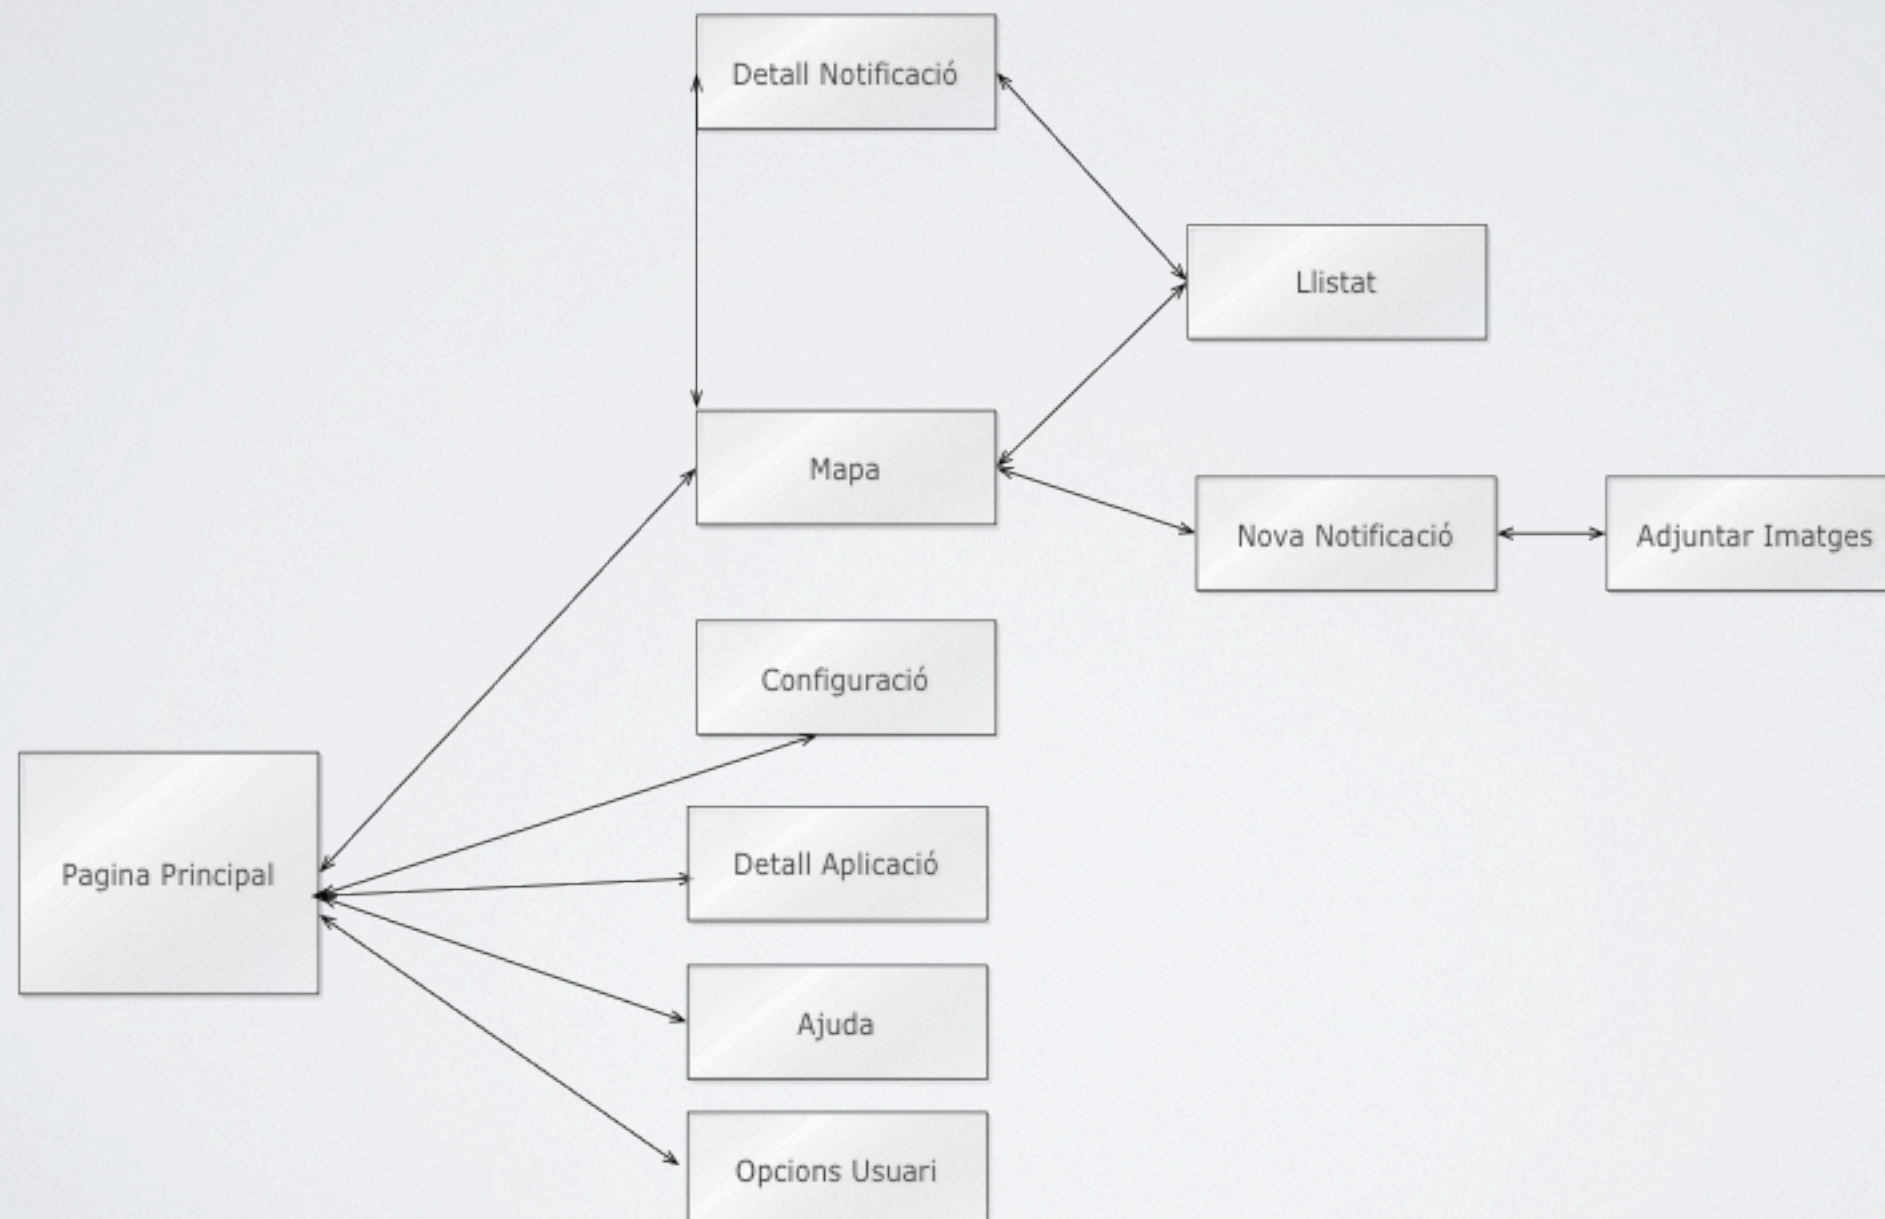 Detall Notificació
Llistat
Mapa
Nova Notificació
Adjuntar Imatges
Configuració
Pagina Principal
Detall Aplicació
Ajuda
Opcions Usuari